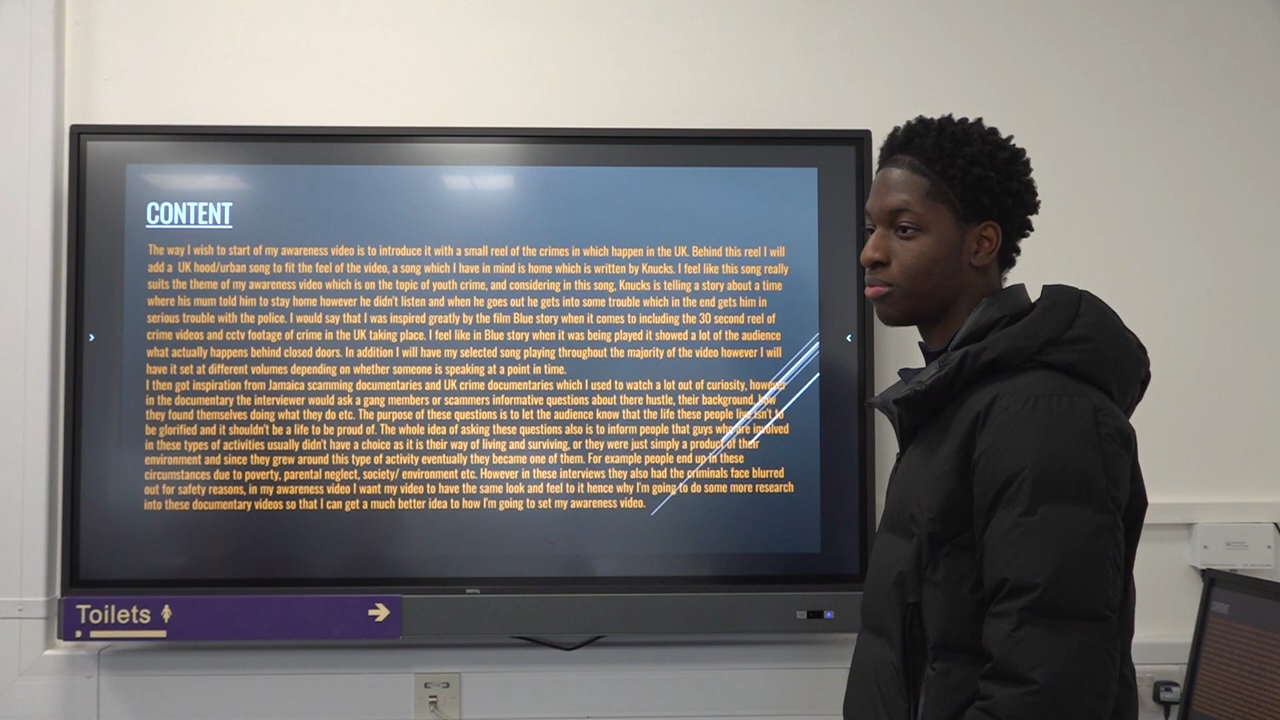 CONTENT
The way I wish to start of my awareness video is to introduce it with a small reel of the crimes in which happen in the UK. Behind this reel I will
add a UK hood/urban song to fit the feel of the video, a song which I have in mind is home which is written by Knucks. I feel like this song really
suits the theme of my awareness video which is on the topic of youth crime, and considering in this song, Knucks is telling a story about a time
where his mum told him to stay home however he didn't listen and when he goes out he gets into some trouble which in the end gets him in
serious trouble with the police. I would say that I was inspired greatly by the film Blue story when it comes to including the 30 second reel of
crime videos and cctv footage of crime in the UK taking place. I feel like in Blue story when it was being played it showed a lot of the audience
what actually happens behind closed doors. In addition I will have my selected song playing throughout the majority of the video however I will
have it set at different volumes depending on whether someone is speaking at a point in time.
I then got inspiration from Jamaica scamming documentaries and UK crime documentaries which I used to watch a lot out of curiosity, however
in the documentary the interviewer would ask a gang members or scammers informative questions about there hustle, their background, how
they found themselves doing what they do etc. The purpose of these questions is to let the audience know that the life these people live isn't to
be glorified and it shouldn't be a life to be proud of. The whole idea of asking these questions also is to inform people that guys who are involved
in these types of activities usually didn't have a choice as it is their way of living and surviving, or they were just simply a product of their
environment and since they grew around this type of activity eventually they became one of them. For example people end up in these
circumstances due to poverty, parental neglect, society/ environment etc. However in these interviews they also had the criminals face blurred
out for safety reasons, in my awareness video I want my video to have the same look and feel to it hence why I'm going to do some more research
into these documentary videos so that I can get a much better idea to how I'm going to set my awareness video.
BenQ
Toilets